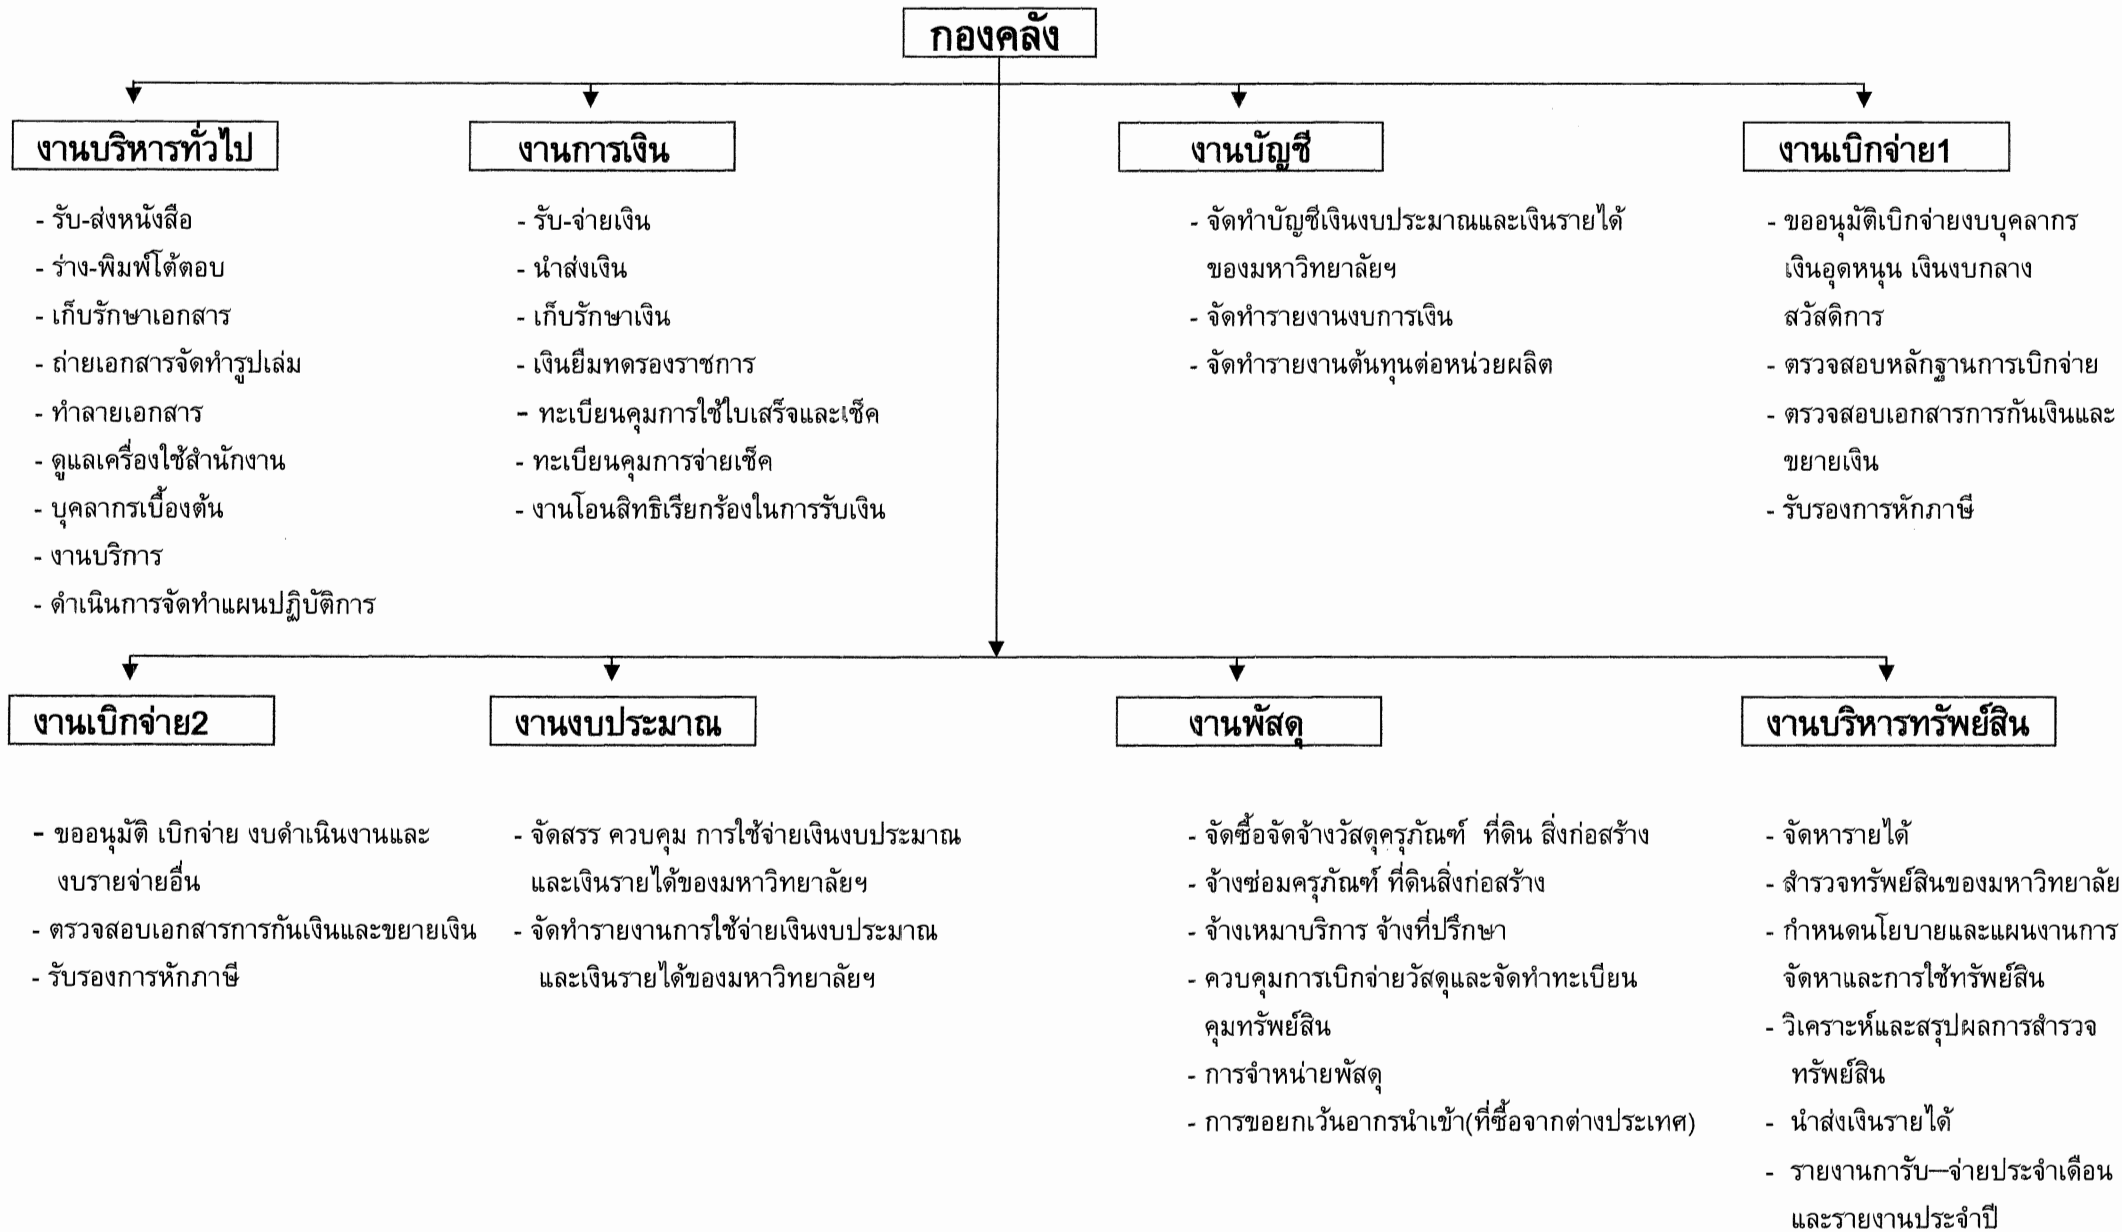 กองคลัง
งานบริหารทั่วไป
- รับ-ส่งหนังสือ
- ร่าง-พิมพ์โต้ตอบ
- เก็บรักษาเอกสาร
- ถ่ายเอกสารจัดทำรูปเล่ม
- ทำลายเอกสาร
- ดูแลเครื่องใช้สำนักงาน
- บุคลากรเบื้องต้น
- งานบริการ
- ดำเนินการจัดทำแผนปฏิบัติการ
งานการเงิน
- รับ-จ่ายเงิน
- นำส่งเงิน
- เก็บรักษาเงิน
- เงินยืมทดรองราชการ
- ทะเบียนคุมการใช้ใบเสร็จและเช็ค
- ทะเบียนคุมการจ่ายเช็ค
- งานโอนสิทธิเรียกร้องในการรับเงิน
งานบัญชี
- จัดทำบัญชีเงินงบประมาณและเงินรายได้
ของมหาวิทยาลัยฯ
- จัดทำรายงานงบการเงิน
- จัดทำรายงานต้นทุนต่อหน่วยผลิต
งานเบิกจ่าย1
- ขออนุมัติเบิกจ่ายงบบุคลากร
เงินอุดหนุน เงินงบกลาง
สวัสดิการ
- ตรวจสอบหลักฐานการเบิกจ่าย
- ตรวจสอบเอกสารการกันเงินและ
ขยายเงิน
- รับรองการหักภาษี
งานเบิกจ่าย2
- ขออนุมัติ เบิกจ่าย งบดำเนินงานและ
งบรายจ่ายอื่น
- ตรวจสอบเอกสารการกันเงินและขยายเงิน
- รับรองการหักภาษี
งานงบประมาณ
- จัดสรร ควบคุม การใช้จ่ายเงินงบประมาณ
และเงินรายได้ของมหาวิทยาลัยฯ
- จัดทำรายงานการใช้จ่ายเงินงบประมาณ
และเงินรายได้ของมหาวิทยาลัยฯ
งานพัสดุ
- จัดซื้อจัดจ้างวัสดุครุภัณฑ์ ที่ดิน สิ่งก่อสร้าง
- จ้างซ่อมครุภัณฑ์ ที่ดินสิ่งก่อสร้าง
- จ้างเหมาบริการ จ้างที่ปรึกษา
- ควบคุมการเบิกจ่ายวัสดุและจัดทำทะเบียน
คุมทรัพย์สิน
- การจำหน่ายพัสดุ
- การขอยกเว้นอากรนำเข้า(ที่ซื้อจากต่างประเทศ)
งานบริหารทรัพย์สิน
- จัดหารายได้
- สำรวจทรัพย์สินของมหาวิทยาลัย
- กำหนดนโยบายและแผนงานการ
จัดหาและการใช้ทรัพย์สิน
- วิเคราะห์และสรุปผลการสำรวจ
ทรัพย์สิน
- นำส่งเงินรายได้
- รายงานการับ–จ่ายประจำเดือน
และรายงานประจำปี